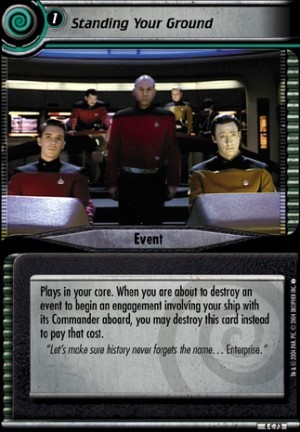 1
Standing Your Ground
Event
Plays in your core. When you are about to destroy an
event to begin an engagement involving your ship with
its Commander aboard, you may destroy this card instead
to pay that cost.
"Let's make sure history never forgets the name… Enterprise."